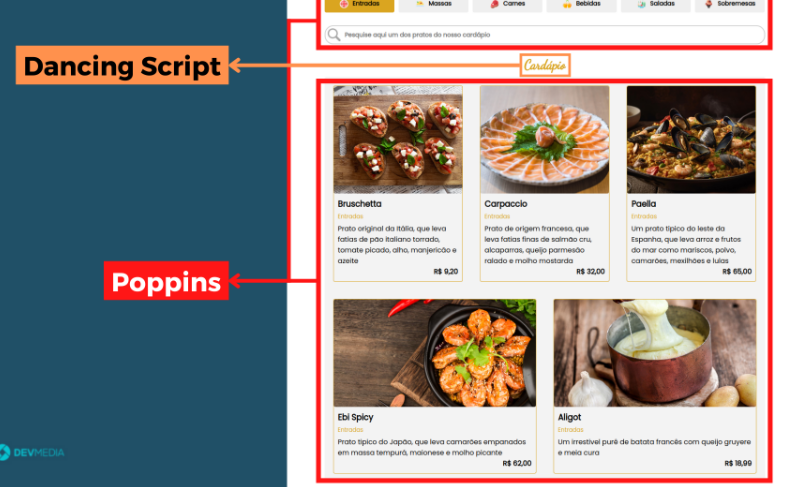 Entradas Massas Carnes Bebidas Saladas Sobremesas
Pesquise aqui um dos pratos do nosso cardápio
Dancing Script
Cardápio
Bruschetta
Entradas
Prato original da Itália, que leva
fatias de pão italiano torrado,
tomate picado, alho, manjericão e
azeite
R$ 9,20
Carpaccio
Entradas
Prato de origem francesa, que
leva fatias finas de salmão cru,
alcaparras, queijo parmesão
ralado e molho mostarda
R$ 32,00
Paella
Entradas
Um prato típico do leste da
Espanha, que leva arroz e frutos
do mar como mariscos, polvo,
camarões, mexilhões e lulas
R$ 65,00
Poppins
Ebi Spicy
Entradas
Prato típico do Japão, que leva camarões empanados
em massa tempurá, maionese e molho picante
R$ 62,00
Aligot
Entradas
Um irrestível purê de batata francês com queijo gruyere
e meia cura
R$ 18,99
DEVMEDIA